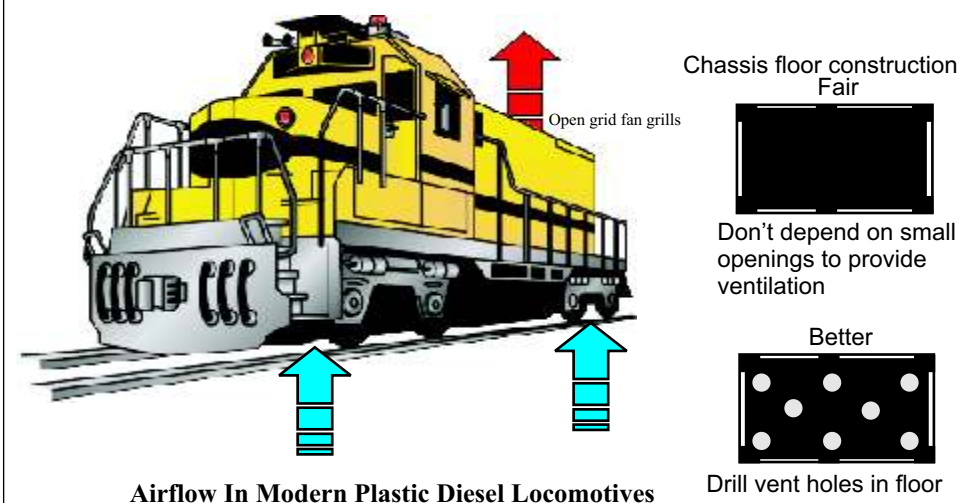 Open grid fan grills
Airflow In Modern Plastic Diesel Locomotives
Chassis floor construction
Fair
Don't depend on small
openings to provide
ventilation
Better
Drill vent holes in floor